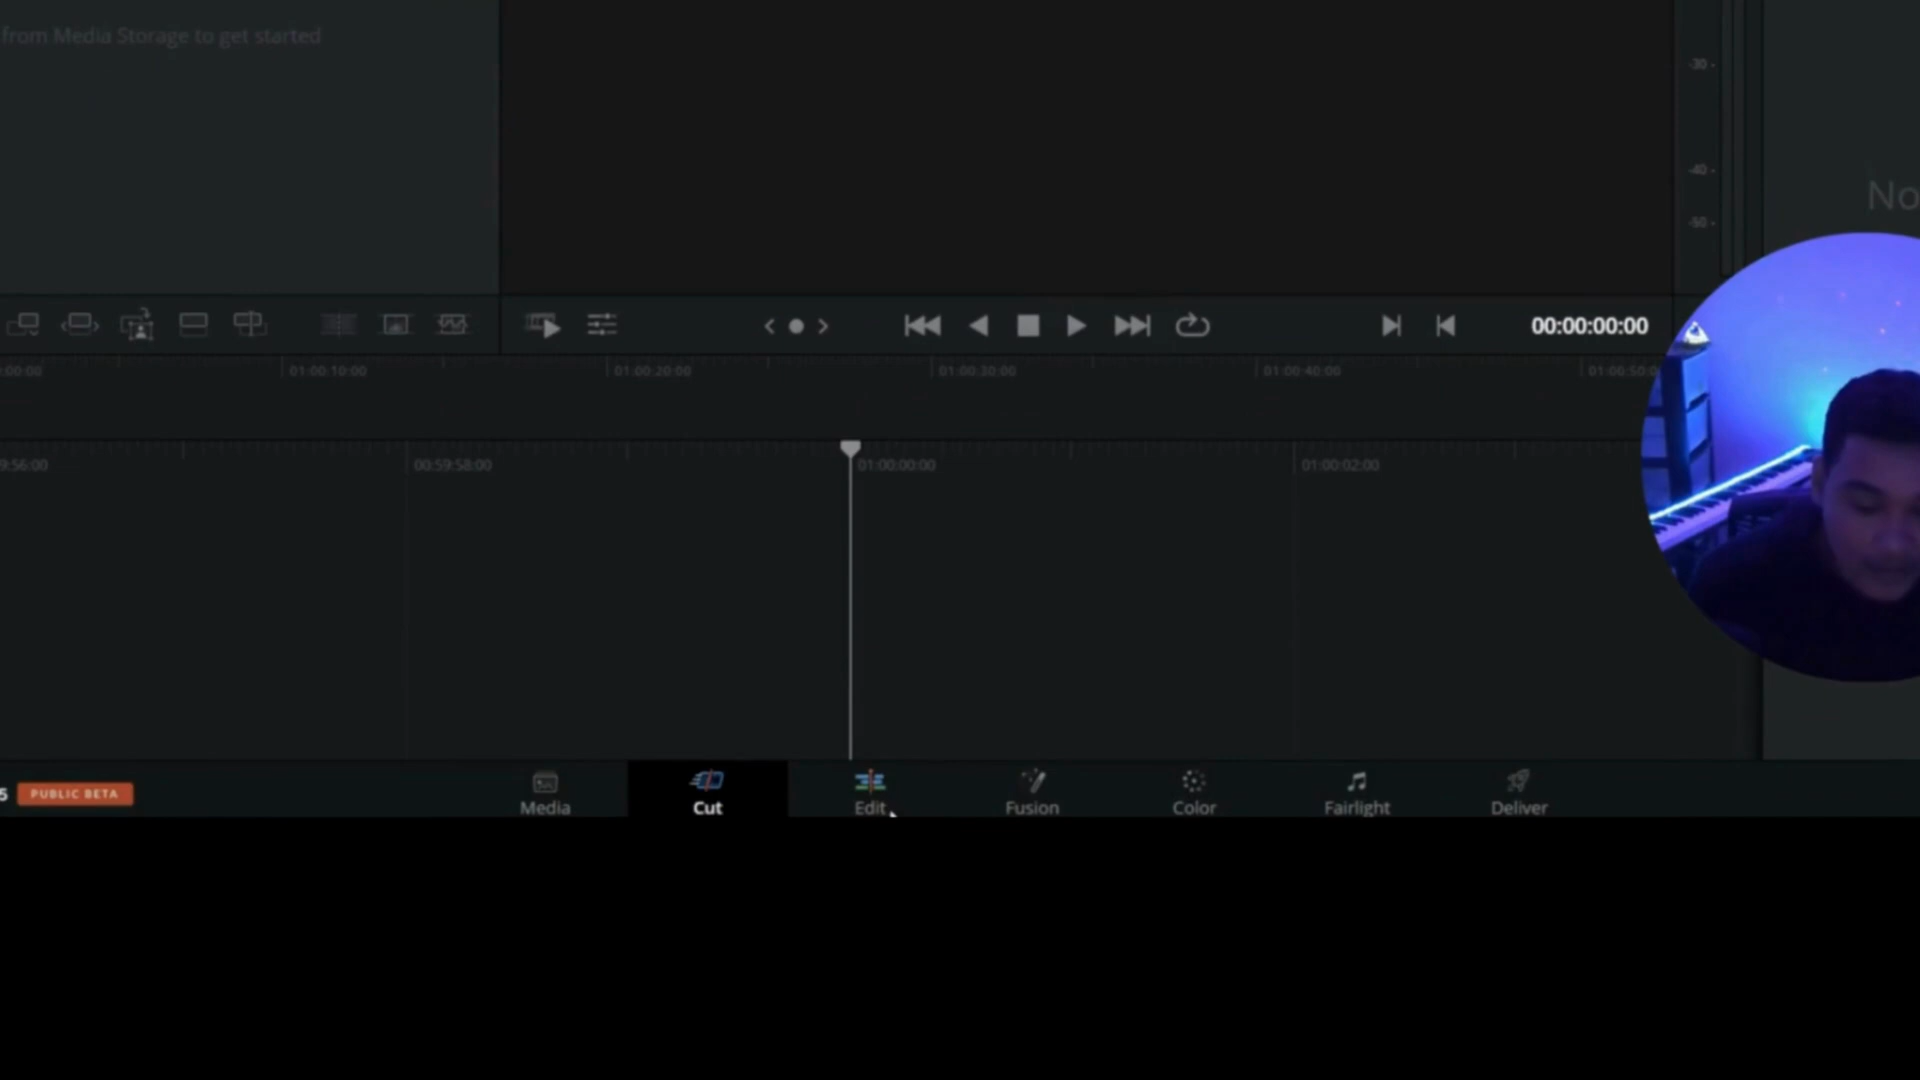 from Media Storage to get started
-30
-40
-50
No
00:00:00:00
:00:00
01:00:10:00
01:00:20:00
01:00:30:00
01:00:40:00
01:00:50:0
9:56:00
00:59:58:00
01:00:00:00
01:00:02:00
5
PUBLIC BETA
Media
Cut
Edit
Fusion
Color
Fairlight
Deliver